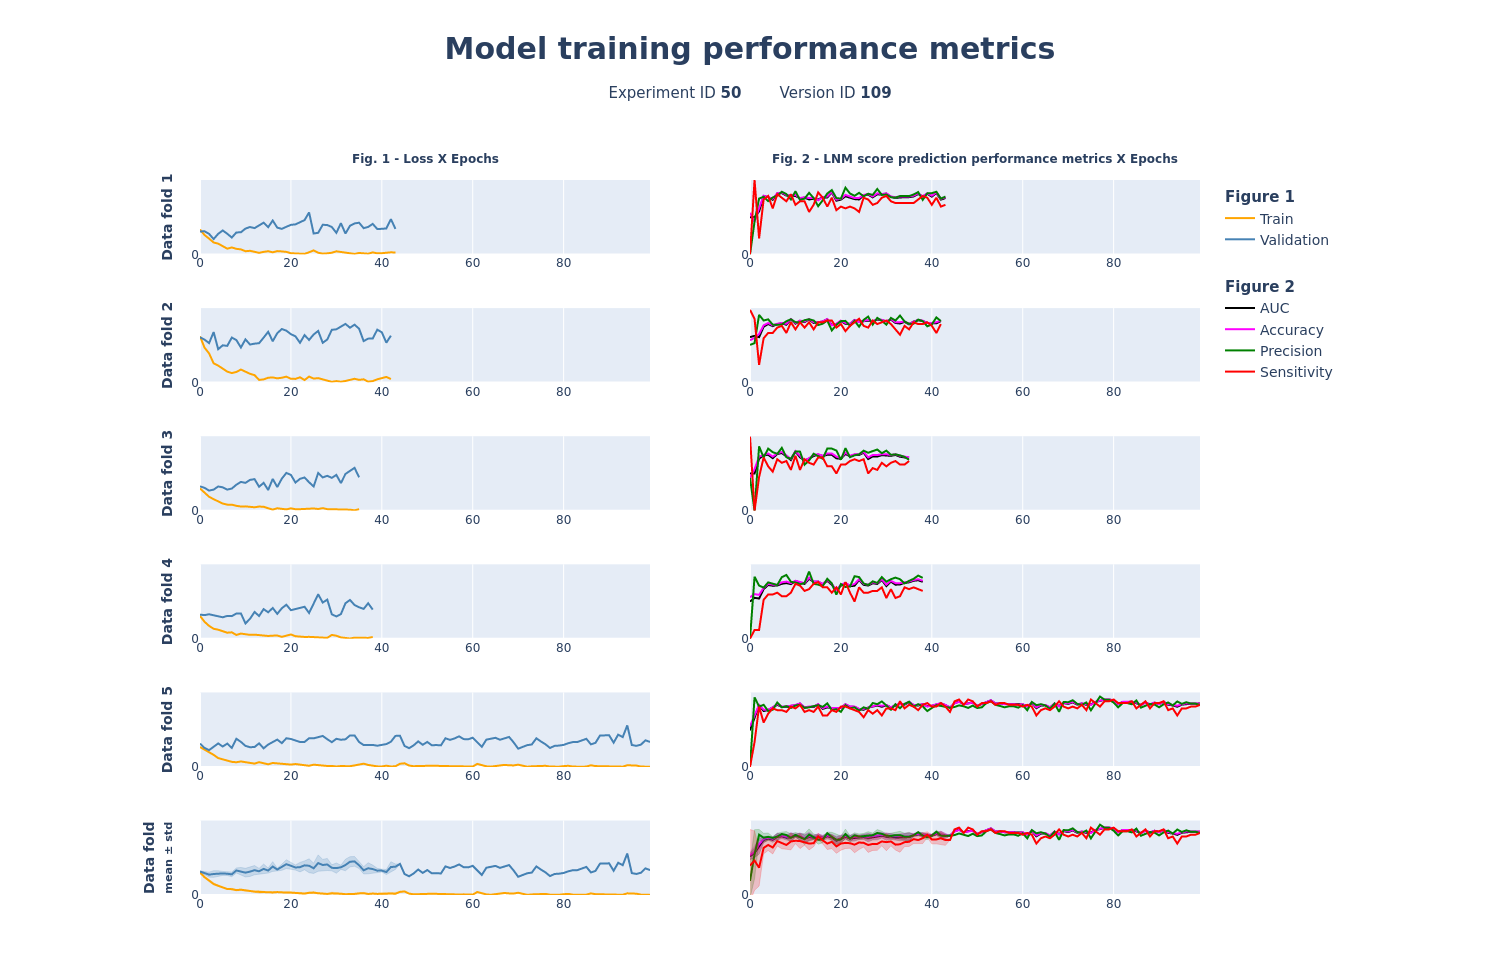 Model training performance metrics
Experiment ID 50 Version ID 109
Fig. 1 - Loss X Epochs
Fig. 2 - LNM score prediction performance metrics X Epochs
Data fold 1
0
0 20 40 60 80
0
0 20 40 60 80
Figure 1
Train
Validation
Figure 2
AUC
Accuracy
Precision
Sensitivity
Data fold 2
0
0 20 40 60 80
0
0 20 40 60 80
Data fold 3
0
0 20 40 60 80
0
0 20 40 60 80
Data fold 4
0
0 20 40 60 80
0
0 20 40 60 80
Data fold 5
0
0 20 40 60 80
0
0 20 40 60 80
Data fold
mean ± std
0
0 20 40 60 80
0
0 20 40 60 80